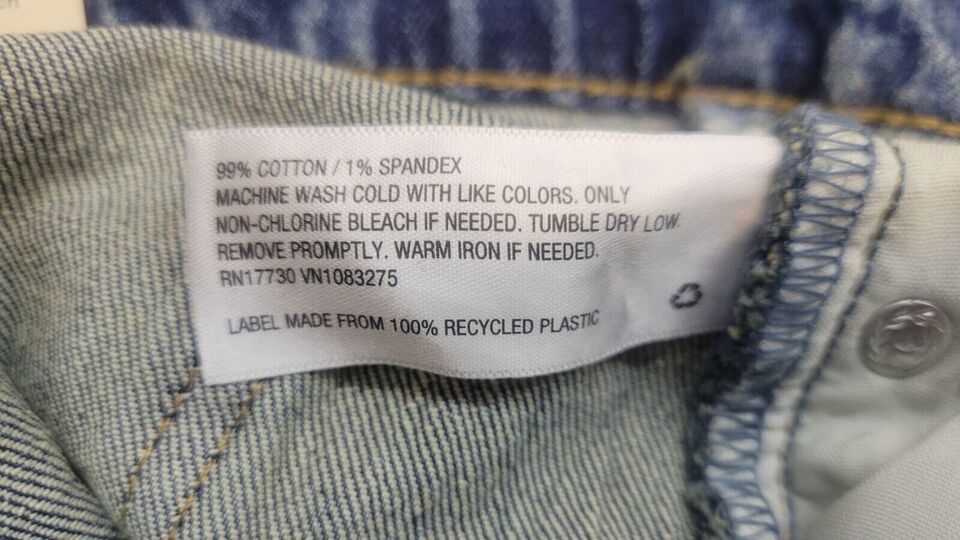 99% COTTON / 1% SPANDEX
MACHINE WASH COLD WITH LIKE COLORS. ONLY
NON-CHLORINE BLEACH IF NEEDED. TUMBLE DRY LOW.
REMOVE PROMPTLY. WARM IRON IF NEEDED.
RN17730 VN1083275
LABEL MADE FROM 100% RECYCLED PLASTIC